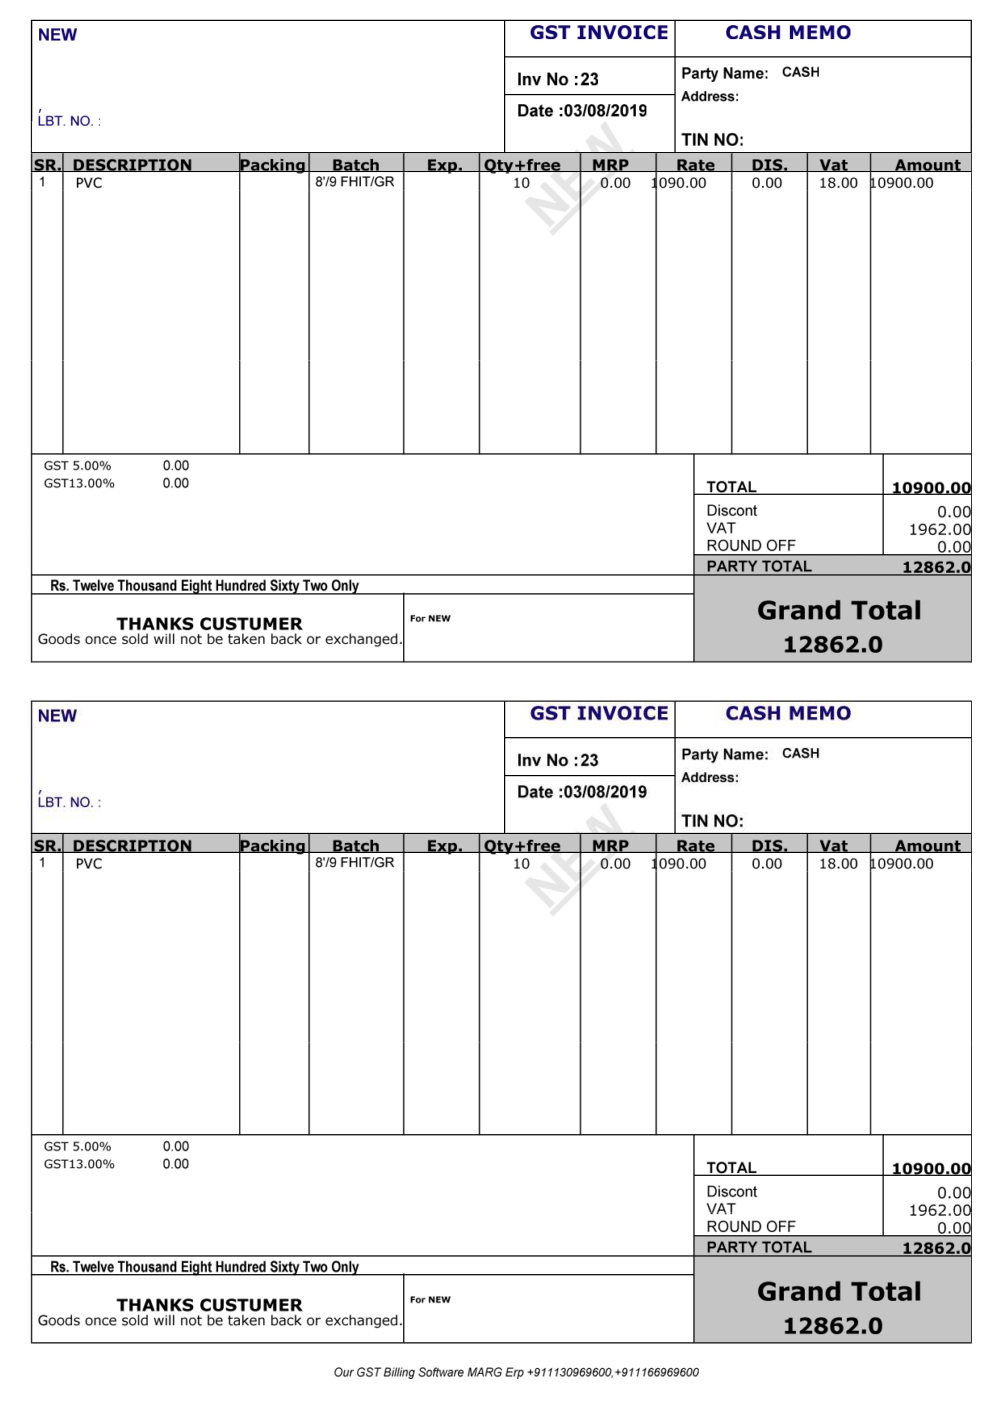 NEW
GST INVOICE
CASH MEMO
Inv No :23
Party Name: CASH
Address:
Date :03/08/2019
,
LBT. NO. :
TIN NO:
SR. DESCRIPTION Packing Batch Exp. Qty+free MRP Rate DIS. Vat Amount
1 PVC 8'/9 FHIT/GR 10 0.00 1090.00 0.00 18.00 10900.00
NEW
GST 5.00% 0.00
GST13.00% 0.00
TOTAL 10900.00
Discont 0.00
VAT 1962.00
ROUND OFF 0.00
PARTY TOTAL 12862.0
Rs. Twelve Thousand Eight Hundred Sixty Two Only
THANKS CUSTUMER
Goods once sold will not be taken back or exchanged.
For NEW
Grand Total
12862.0
NEW
GST INVOICE
CASH MEMO
Inv No :23
Party Name: CASH
Address:
Date :03/08/2019
,
LBT. NO. :
TIN NO:
SR. DESCRIPTION Packing Batch Exp. Qty+free MRP Rate DIS. Vat Amount
1 PVC 8'/9 FHIT/GR 10 0.00 1090.00 0.00 18.00 10900.00
NEW
GST 5.00% 0.00
GST13.00% 0.00
TOTAL 10900.00
Discont 0.00
VAT 1962.00
ROUND OFF 0.00
PARTY TOTAL 12862.0
Rs. Twelve Thousand Eight Hundred Sixty Two Only
THANKS CUSTUMER
Goods once sold will not be taken back or exchanged.
For NEW
Grand Total
12862.0
Our GST Billing Software MARG Erp +911130969600,+911166969600